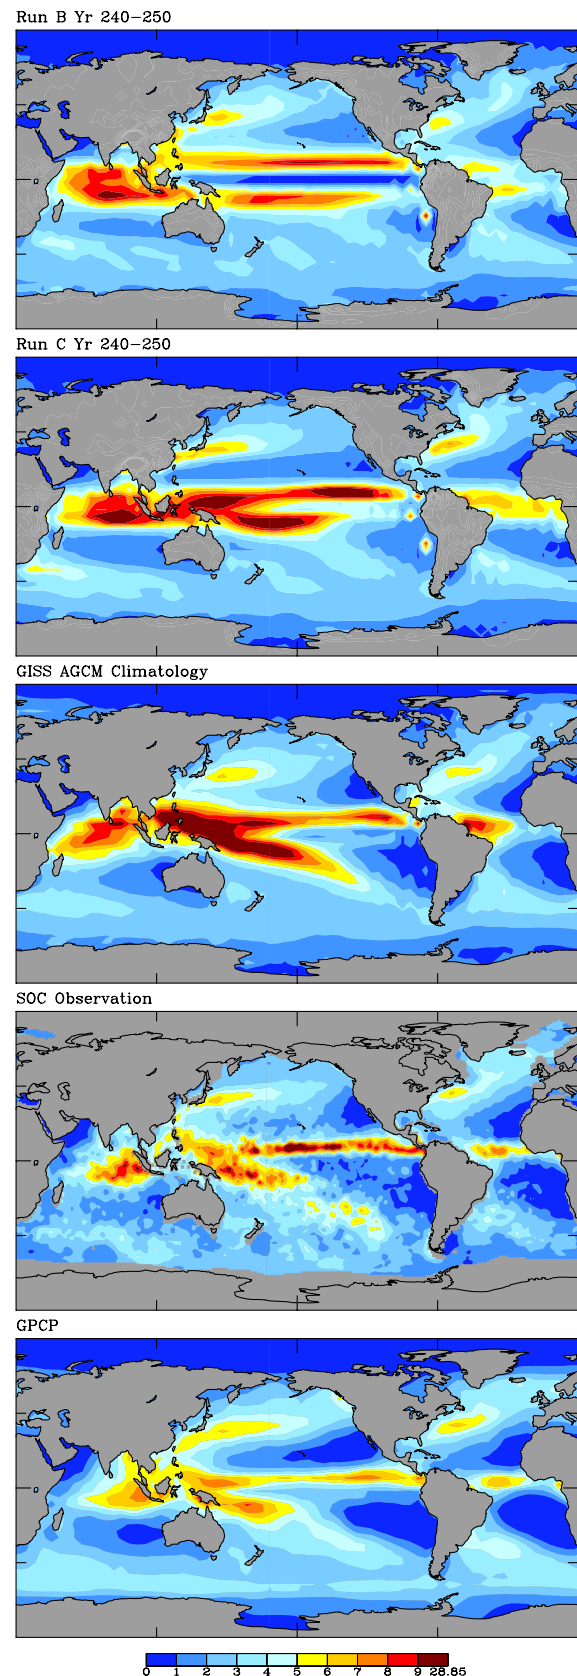 Run B Yr 240-250
Run C Yr 240-250
GISS AGCM Climatology
SOC Observation
GPCP
0 1 2 3 4 5 6 7 8 9 28.85